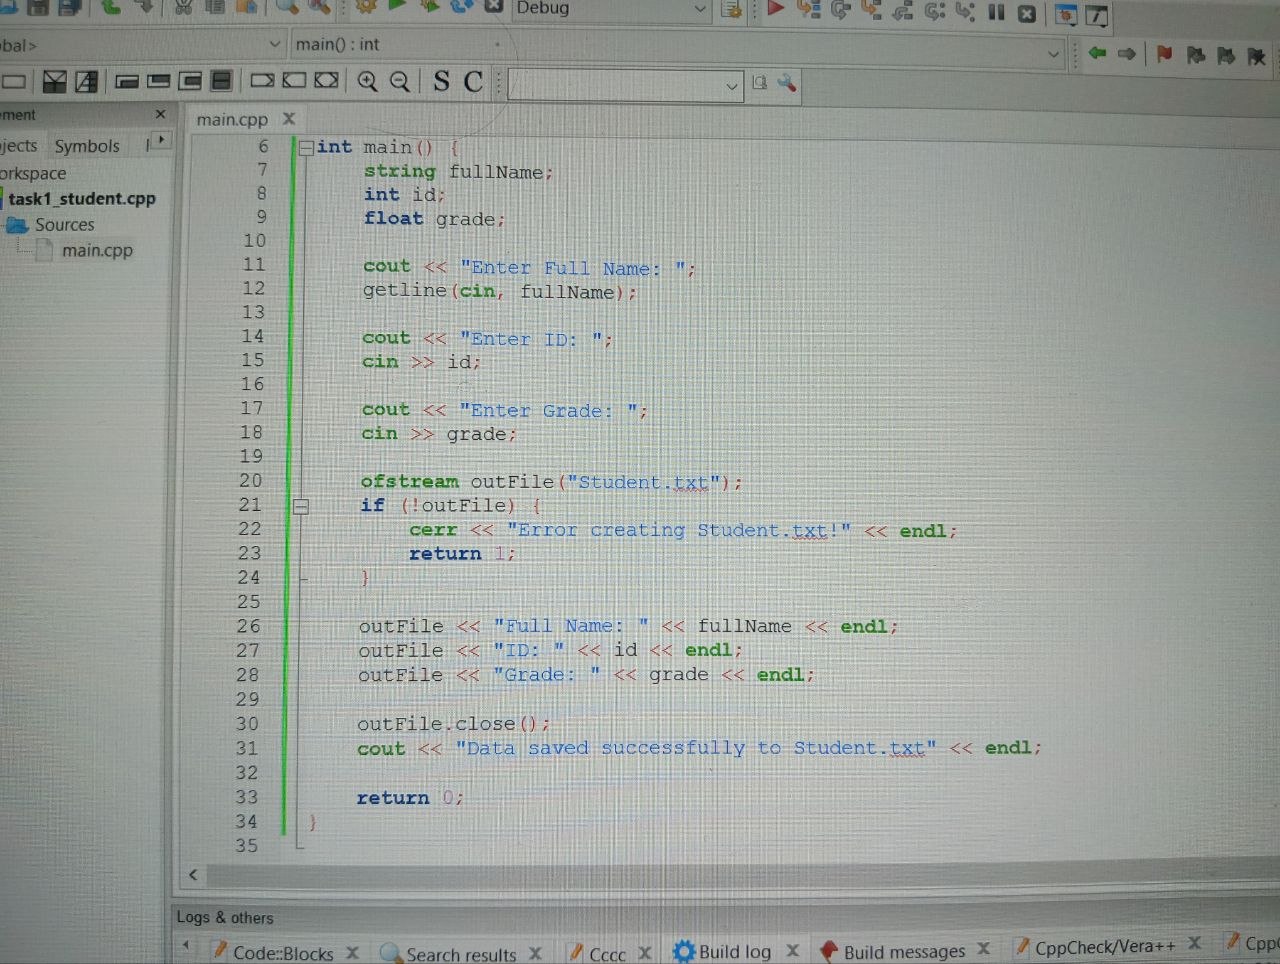 Debug
main() : int
S C
main.cpp
Symbols
task1_student.cpp
Sources
main.cpp
6 int main() {
7 string fullName;
8 int id;
9 float grade;
10
11 cout << "Enter Full Name: ";
12 getline(cin, fullName);
13
14 cout << "Enter ID: ";
15 cin >> id;
16
17 cout << "Enter Grade: ";
18 cin >> grade;
19
20 ofstream outFile("Student.txt");
21 if (!outFile) {
22 cerr << "Error creating Student.txt!" << endl;
23 return 1;
24 }
25
26 outFile << "Full Name: " << fullName << endl;
27 outFile << "ID: " << id << endl;
28 outFile << "Grade: " << grade << endl;
29
30 outFile.close();
31 cout << "Data saved successfully to Student.txt" << endl;
32
33 return 0;
34 }
35
Logs & others
Code::Blocks
Search results
Cccc
Build log
Build messages
CppCheck/Vera++